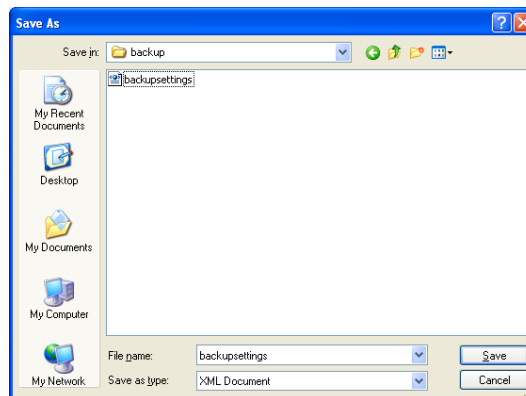 Save As
Save in: backup
backupsettings
My Recent
Documents
Desktop
My Documents
My Computer
My Network
File name: backupsettings Save
Save as type: XML Document Cancel